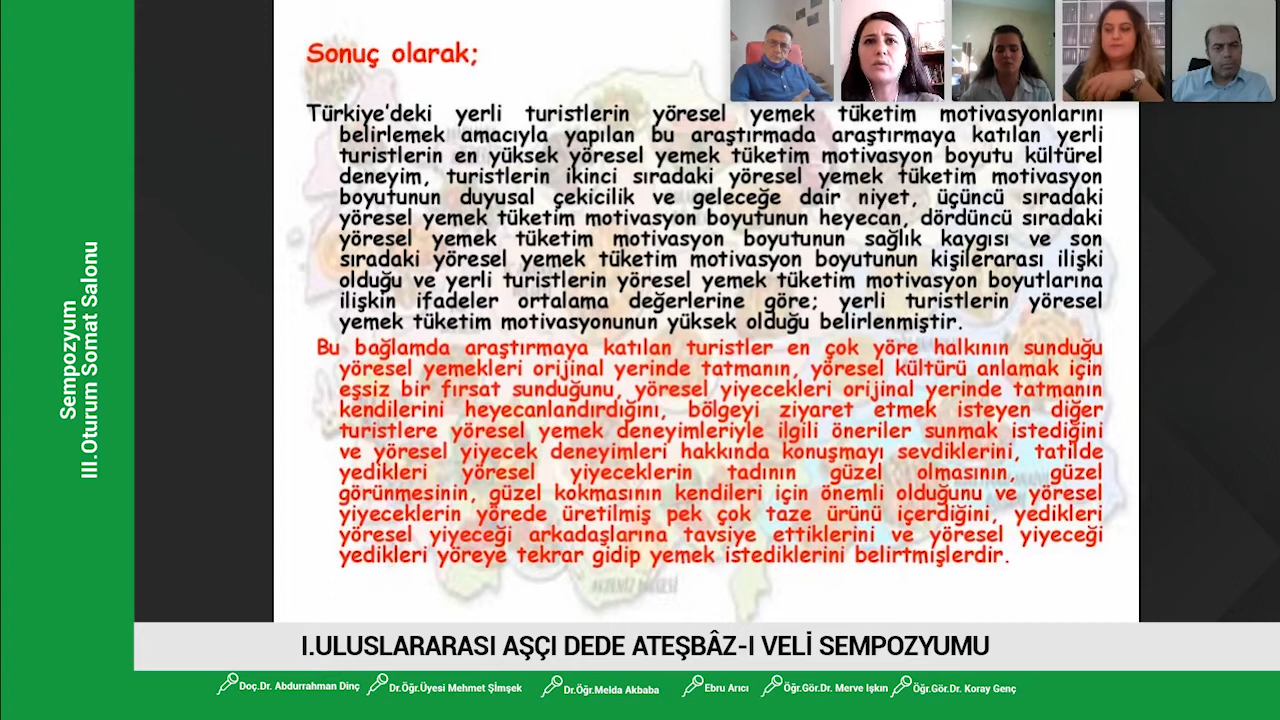 Sonuç olarak;
Türkiye'deki yerli turistlerin yöresel yemek tüketim motivasyonlarını
belirlemek amacıyla yapılan bu araştırmada araştırmaya katılan yerli
turistlerin en yüksek yöresel yemek tüketim motivasyon boyutu kültürel
deneyim, turistlerin ikinci sıradaki yöresel yemek tüketim motivasyon
boyutunun duyusal çekicilik ve geleceğe dair niyet, üçüncü sıradaki
yöresel yemek tüketim motivasyon boyutunun heyecan, dördüncü sıradaki
yöresel yemek tüketim motivasyon boyutunun sağlık kaygısı ve son
sıradaki yöresel yemek tüketim motivasyon boyutunun kişilerarası ilişki
olduğu ve yerli turistlerin yöresel yemek tüketim motivasyon boyutlarına
ilişkin ifadeler ortalama değerlerine göre; yerli turistlerin yöresel
yemek tüketim motivasyonunun yüksek olduğu belirlenmiştir.
Bu bağlamda araştırmaya katılan turistler en çok yöre halkının sunduğu
yöresel yemekleri orijinal yerinde tatmanın, yöresel kültürü anlamak için
eşsiz bir fırsat sunduğunu, yöresel yiyecekleri orijinal yerinde tatmanın
kendilerini heyecanlandırdığını, bölgeyi ziyaret etmek isteyen diğer
turistlere yöresel yemek deneyimleriyle ilgili öneriler sunmak istediğini
ve yöresel yiyecek deneyimleri hakkında konuşmayı sevdiklerini, tatilde
yedikleri yöresel yiyeceklerin tadının güzel olmasının, güzel
görünmesinin, güzel kokmasının kendileri için önemli olduğunu ve yöresel
yiyeceklerin yörede üretilmiş pek çok taze ürünü içerdiğini, yedikleri
yöresel yiyeceği arkadaşlarına tavsiye ettiklerini ve yöresel yiyeceği
yedikleri yöreye tekrar gidip yemek istediklerini belirtmişlerdir.
AKDENİZ BÖLGESİ
Sempozyum
III.Oturum Somat Salonu
I.ULUSLARARASI AŞÇI DEDE ATEŞBÂZ-I VELİ SEMPOZYUMU
Doç.Dr. Abdurrahman Dinç
Dr.Öğr.Üyesi Mehmet Şİmşek
Dr.Öğr.Melda Akbaba
Ebru Arıcı
Öğr.Gör.Dr. Merve Işkın
Öğr.Gör.Dr. Koray Genç